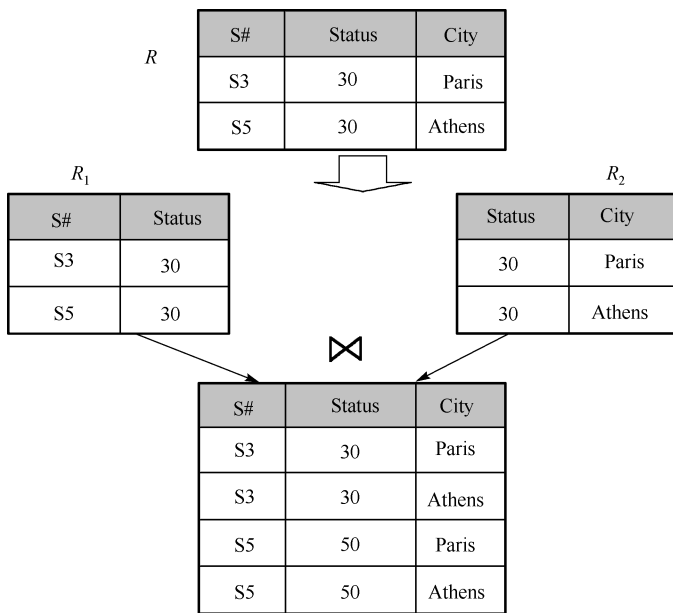 R
S# Status City
S3 30 Paris
S5 30 Athens
R1
S# Status
S3 30
S5 30
R2
Status City
30 Paris
30 Athens
⋈
S# Status City
S3 30 Paris
S3 30 Athens
S5 50 Paris
S5 50 Athens